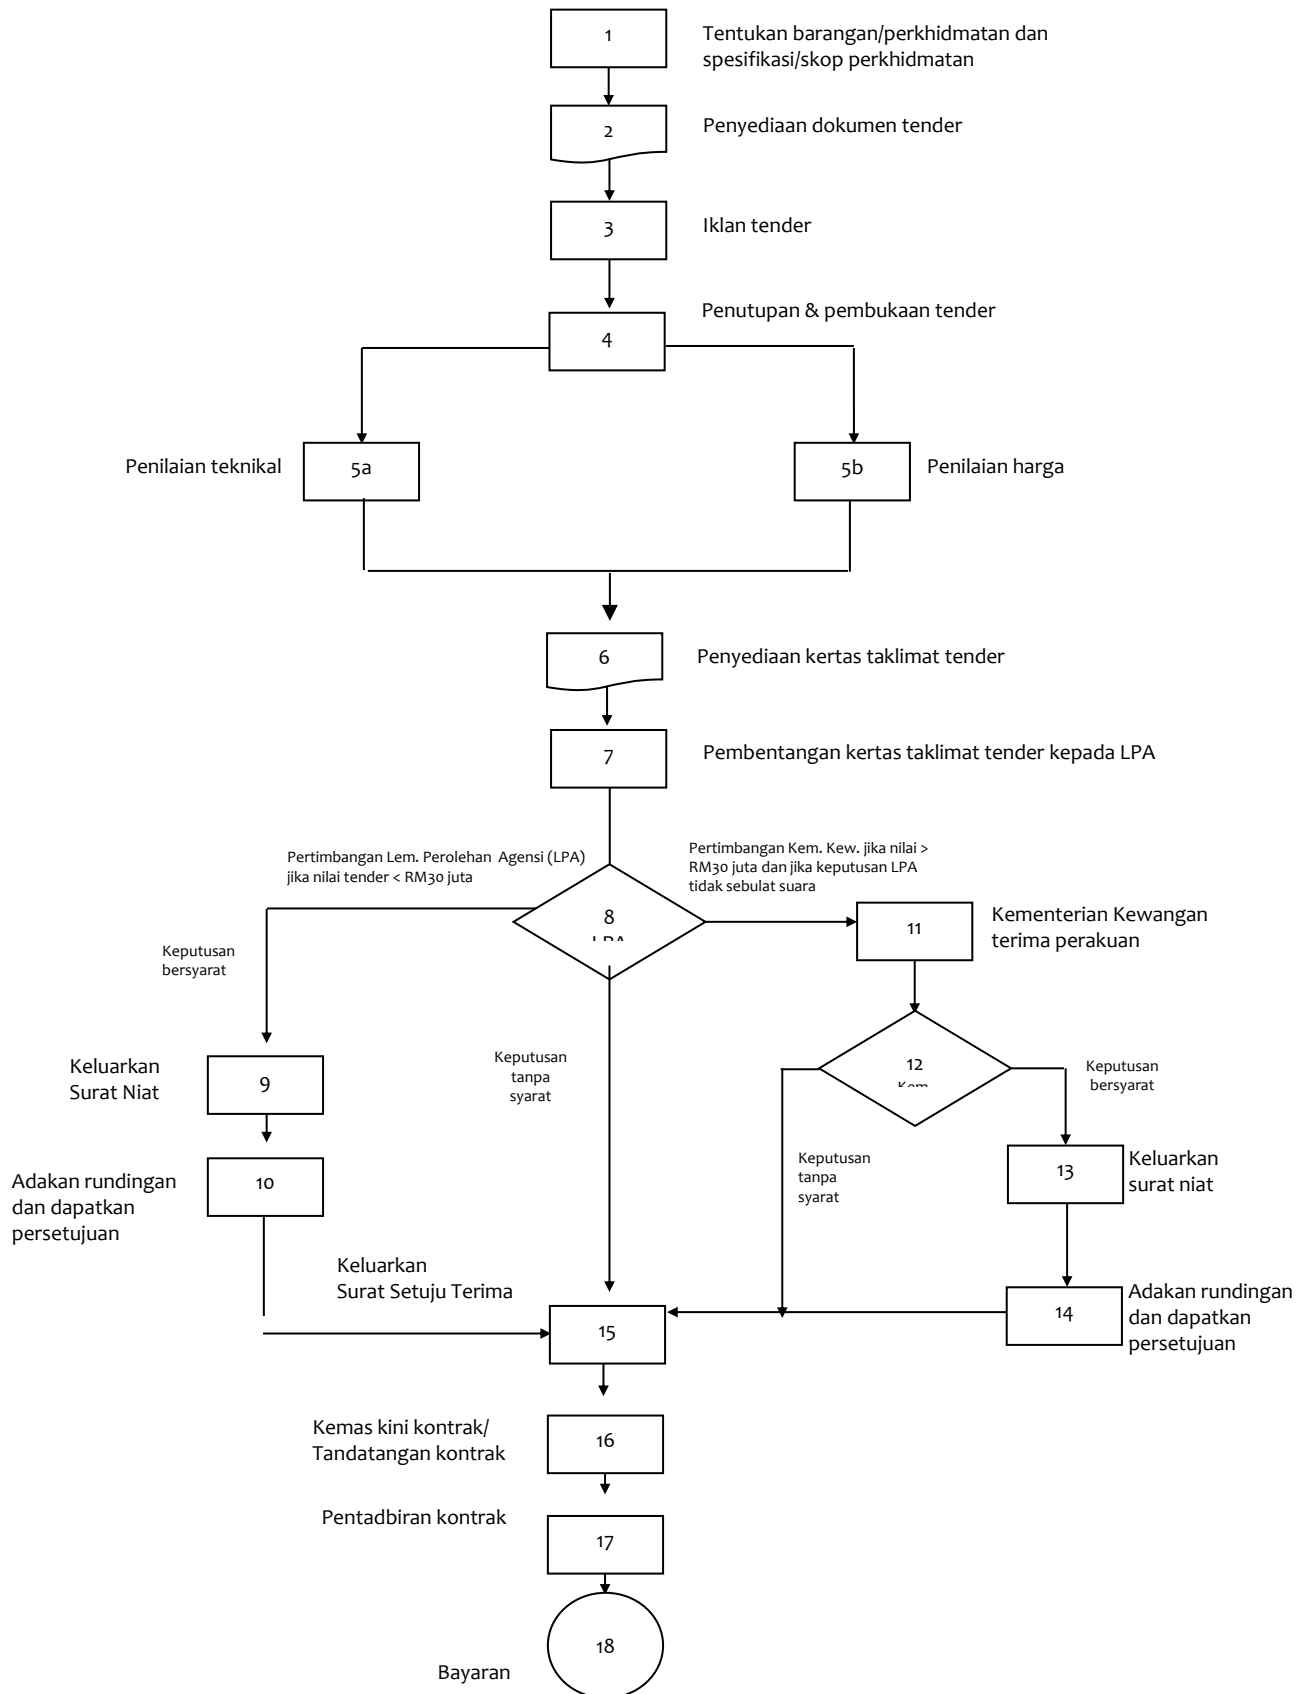 1
Tentukan barangan/perkhidmatan dan
spesifikasi/skop perkhidmatan
2
Penyediaan dokumen tender
3
Iklan tender
Penutupan & pembukaan tender
4
Penilaian teknikal
5a
5b
Penilaian harga
6
Penyediaan kertas taklimat tender
7
Pembentangan kertas taklimat tender kepada LPA
Pertimbangan Lem. Perolehan Agensi (LPA)
jika nilai tender < RM30 juta
Pertimbangan Kem. Kew. jika nilai >
RM30 juta dan jika keputusan LPA
tidak sebulat suara
8
LPA
11
Kementerian Kewangan
terima perakuan
Keputusan
bersyarat
Keluarkan
Surat Niat
9
Keputusan
tanpa
syarat
12
Kem
Keputusan
bersyarat
Adakan rundingan
dan dapatkan
persetujuan
10
Keputusan
tanpa
syarat
13
Keluarkan
surat niat
Keluarkan
Surat Setuju Terima
15
14
Adakan rundingan
dan dapatkan
persetujuan
Kemas kini kontrak/
Tandatangan kontrak
16
Pentadbiran kontrak
17
18
Bayaran